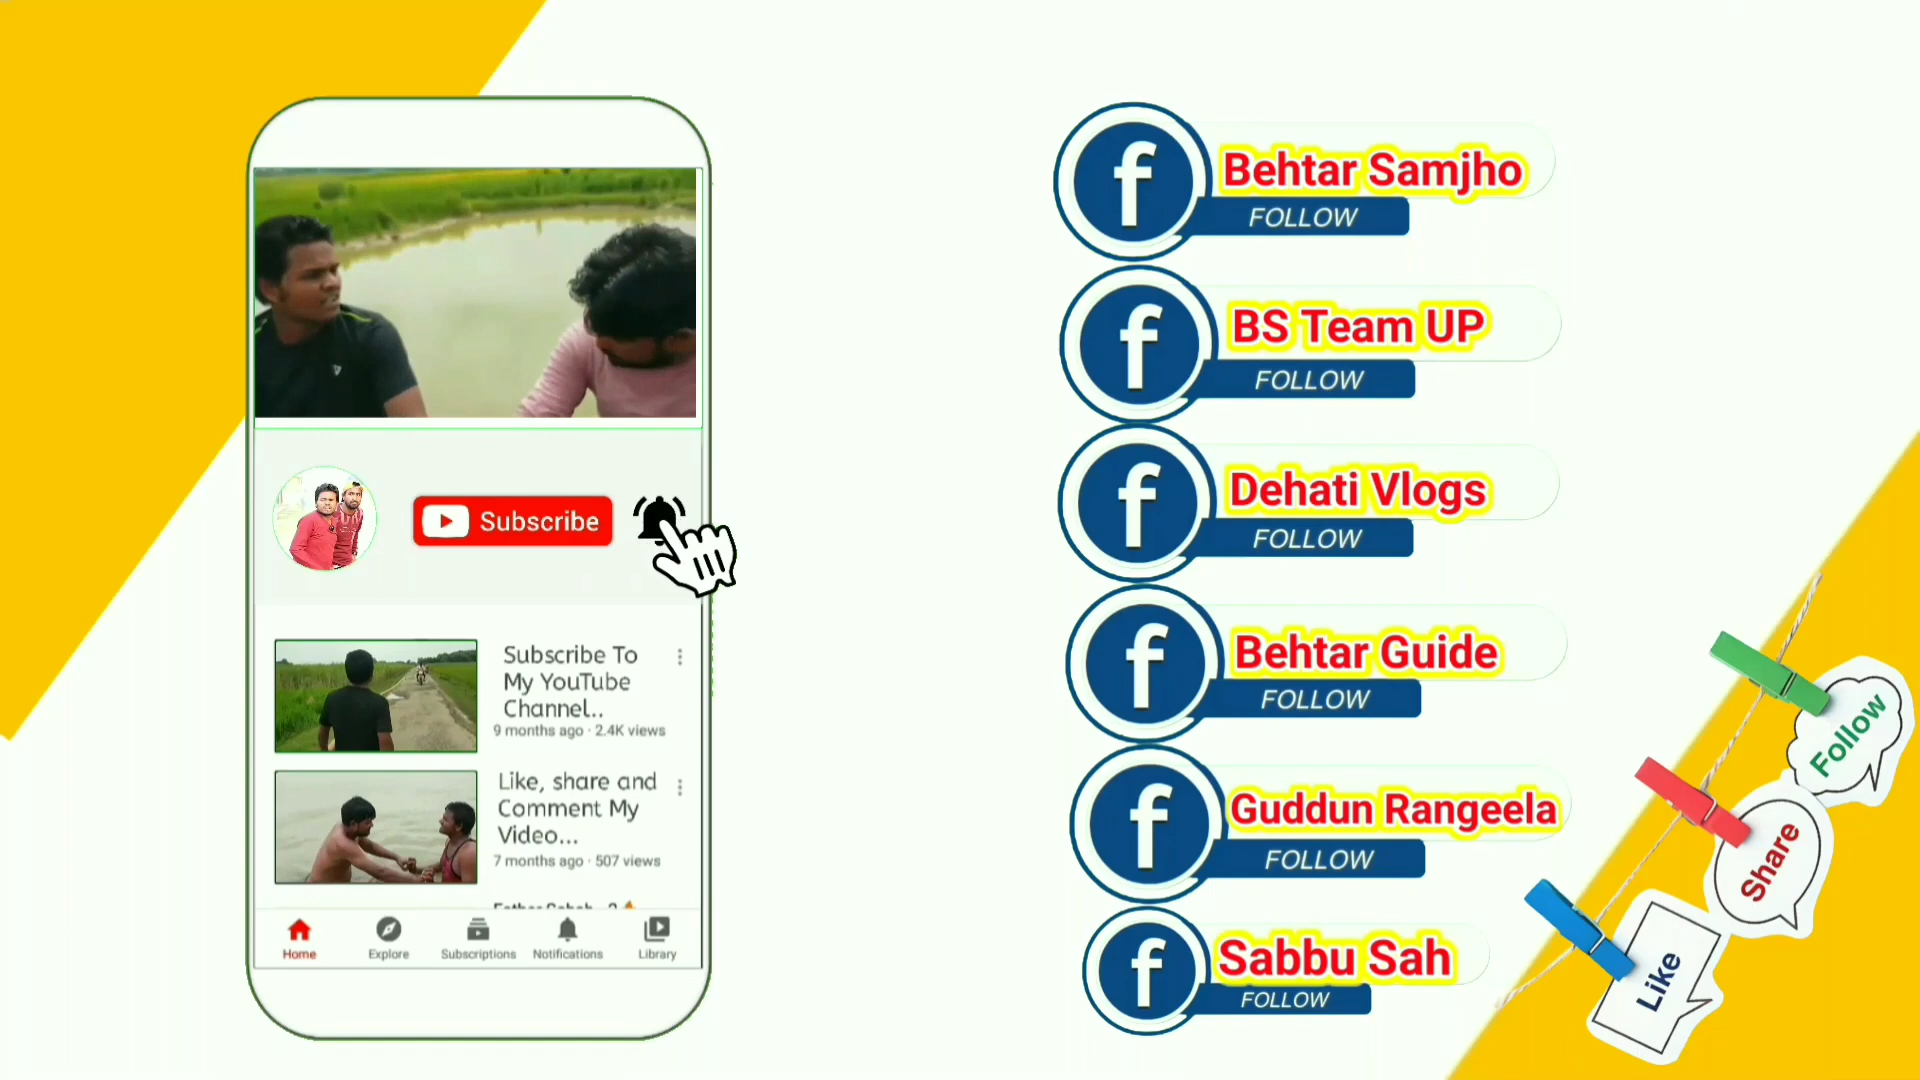 Subscribe
Subscribe To
My YouTube
Channel..
9 months ago · 2.4K views
Like, share and
Comment My
Video...
7 months ago · 507 views
Home
Explore
Subscriptions
Notifications
Library
f
Behtar Samjho
FOLLOW
f
BS Team UP
FOLLOW
f
Dehati Vlogs
FOLLOW
f
Behtar Guide
FOLLOW
f
Guddun Rangeela
FOLLOW
f
Sabbu Sah
FOLLOW
Follow
Share
Like